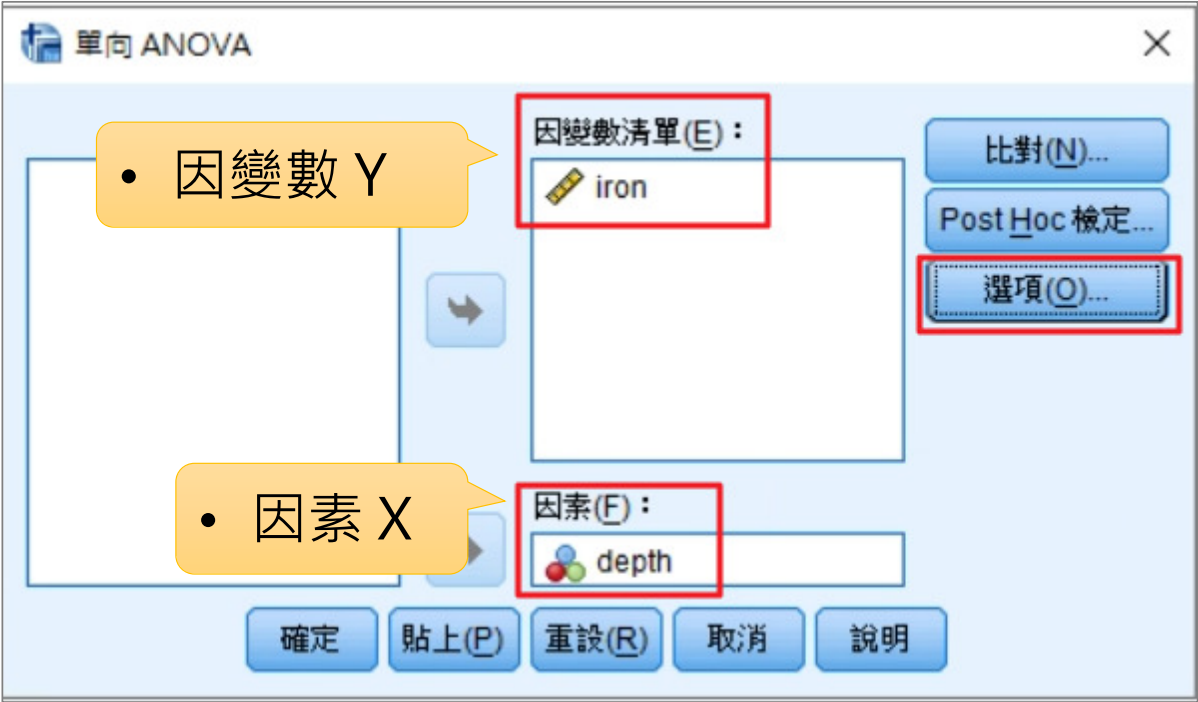 單向 ANOVA
• 因變數 Y
因變數清單(E)：
iron
比對(N)...
Post Hoc 檢定...
選項(O)...
• 因素 X
因素(F)：
depth
確定
貼上(P)
重設(R)
取消
說明